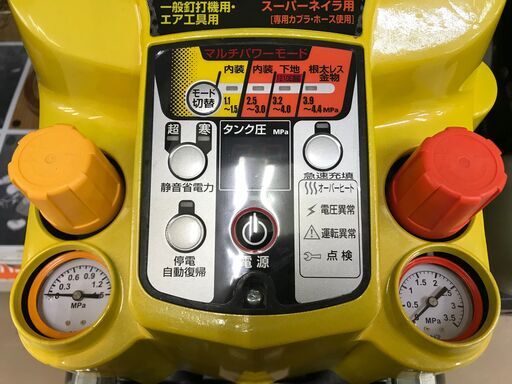 一般釘打機用・
エア工具用
スーパーネイラ用
[専用カプラ・ホース使用]
マルチパワーモード
モード
切替
内装 内装 下地 根太レス
金物
1.1
~1.5
2.5
~3.0
3.2
~4.0
3.9
~4.4MPa
超 寒
タンク圧 MPa
静音省電力
急速充填
オーバーヒート
電圧異常
停電
自動復帰
電源
運転異常
点検
0 0.3 0.6 0.9 1.2 1.5
MPa
0 1 1.5 2 2.5 3 3.5
MPa